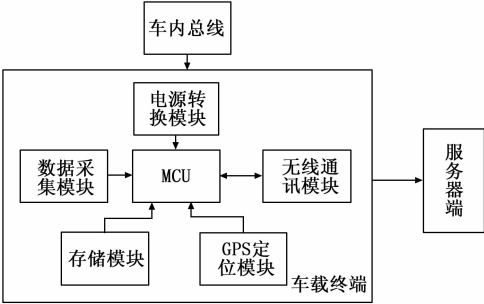 车内总线
电源转
换模块
数据采
集模块
MCU
无线通
讯模块
服
务
器
端
存储模块
GPS定
位模块
车载终端